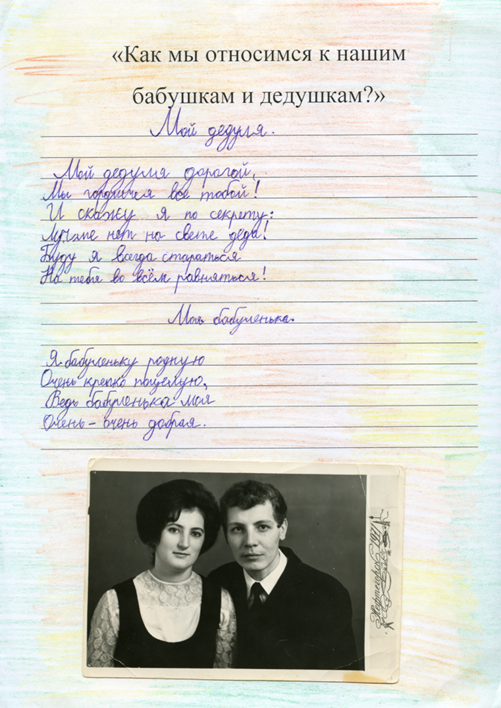 «Как мы относимся к нашим
бабушкам и дедушкам?»
Мой дедуля.
Мой дедуля дорогой,
Мы гордимся все тобой!
И скажу я по секрету:
Лучше нет на свете деда!
Буду я всегда стараться
На тебя во всём равняться!
Моя бабуленька.
Я бабуленьку родную
Очень крепко поцелую,
Ведь бабуленька моя
Очень-очень добрая.